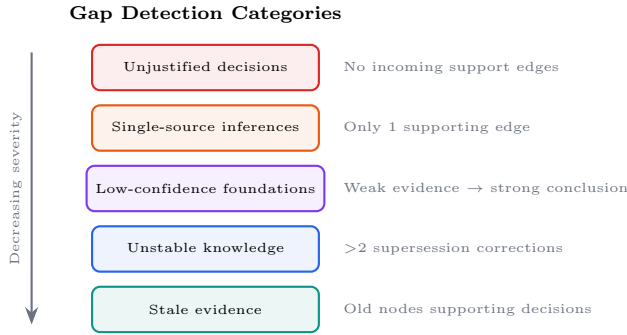 Gap Detection Categories
Unjustified decisions No incoming support edges
Single-source inferences Only 1 supporting edge
Low-confidence foundations Weak evidence → strong conclusion
Unstable knowledge >2 supersession corrections
Stale evidence Old nodes supporting decisions
Decreasing severity